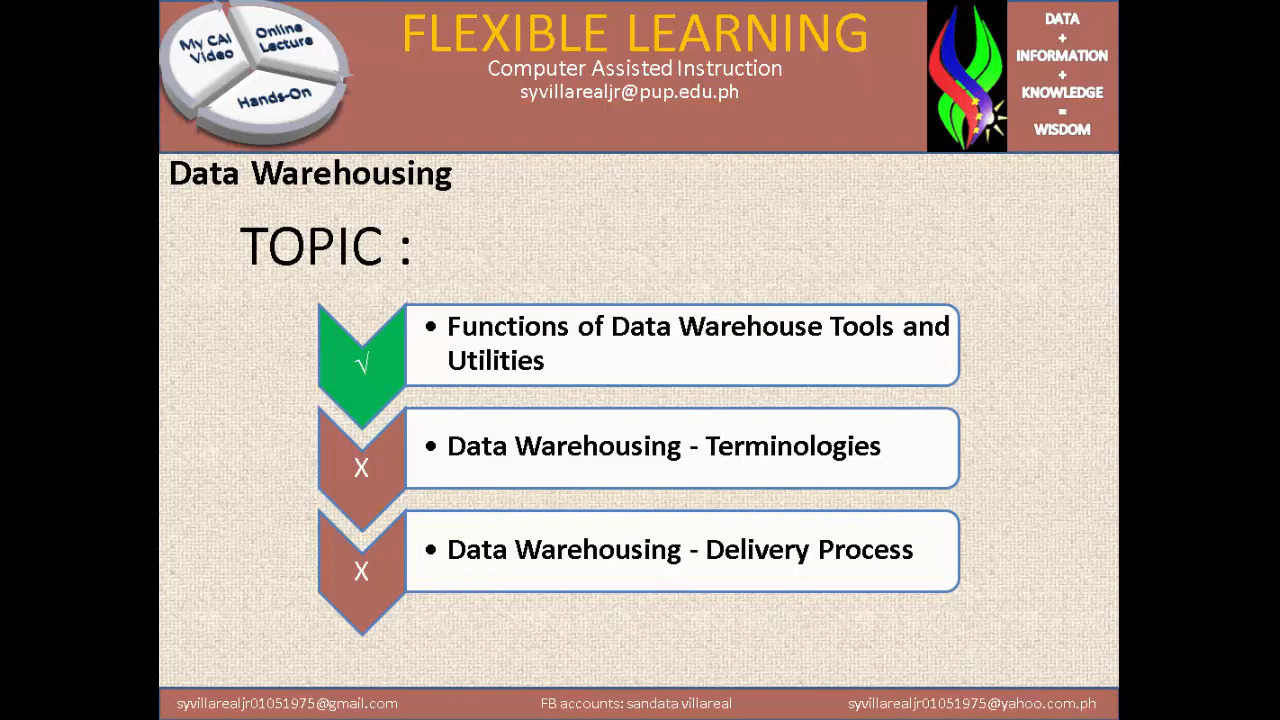 My CAI
Video
Online
Lecture
Hands-On
FLEXIBLE LEARNING
Computer Assisted Instruction
syvillarealjr@pup.edu.ph
DATA
+
INFORMATION
+
KNOWLEDGE
=
WISDOM
Data Warehousing
TOPIC :
√
• Functions of Data Warehouse Tools and
Utilities
X
• Data Warehousing - Terminologies
X
• Data Warehousing - Delivery Process
syvillarealjr01051975@gmail.com
FB accounts: sandata villareal
syvillarealjr01051975@yahoo.com.ph